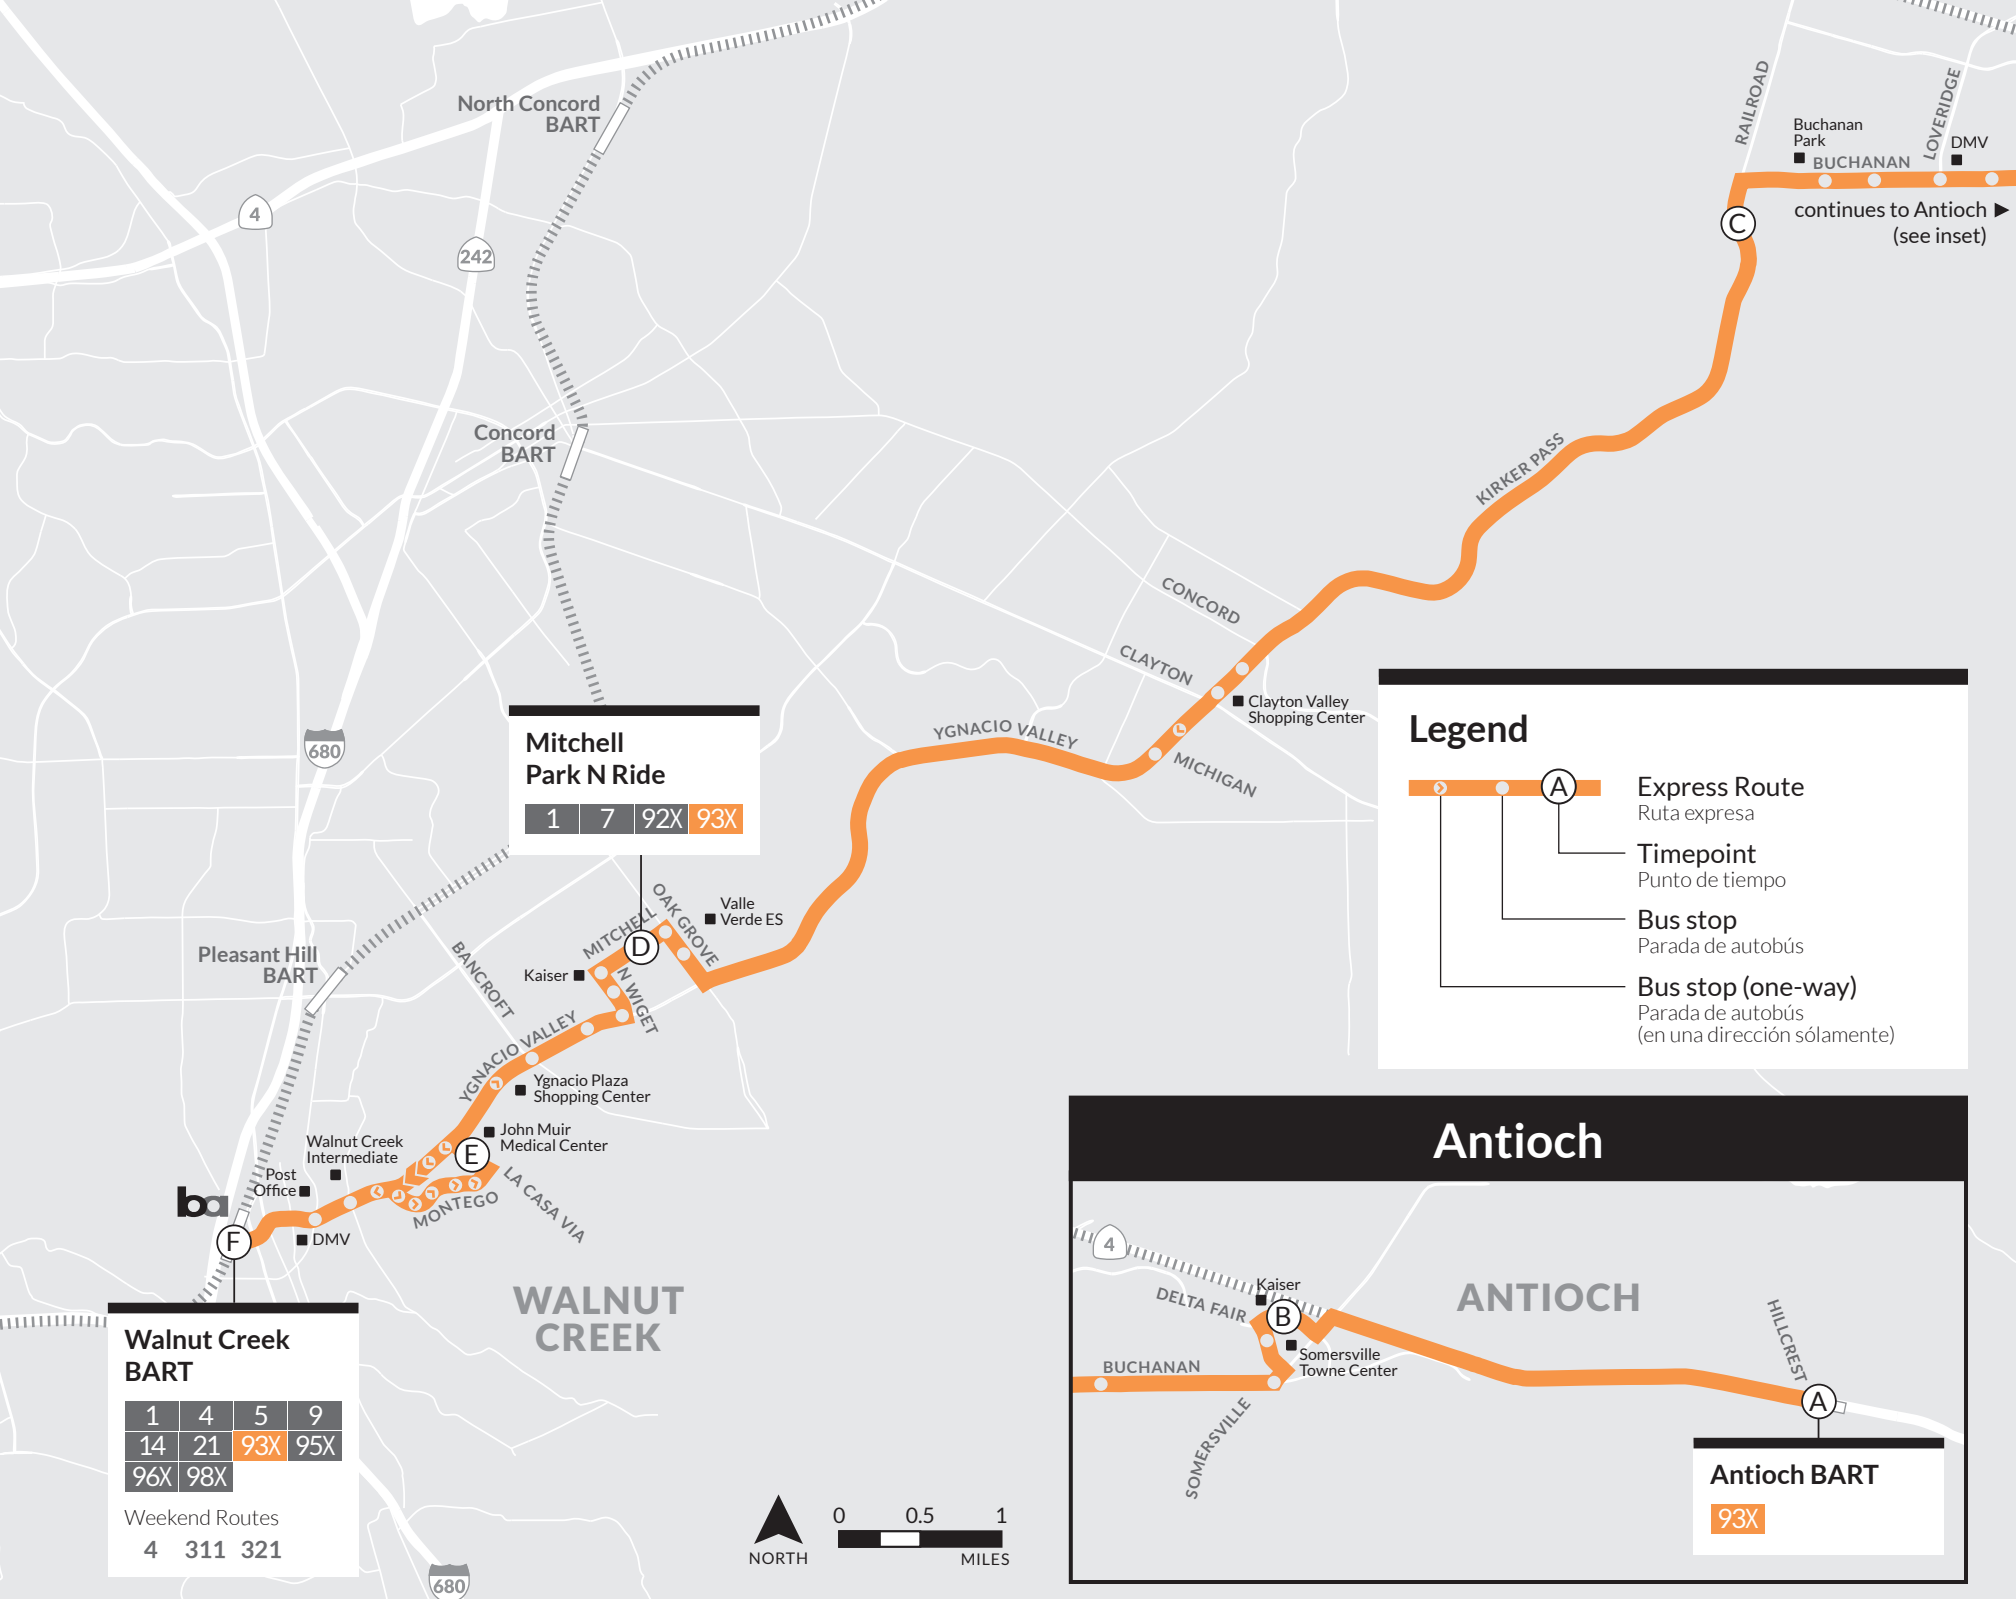 North Concord
BART
4
242
Concord
BART
680
RAILROAD
Buchanan
Park
BUCHANAN
LOVERIDGE
DMV
continues to Antioch ►
(see inset)
C
KIRKER PASS
CONCORD
CLAYTON
Clayton Valley
Shopping Center
YGNACIO VALLEY
MICHIGAN
Mitchell
Park N Ride
1 7 92X 93X
OAK GROVE
Valle
Verde ES
MITCHELL
D
Kaiser
N WIGET
BANCROFT
Pleasant Hill
BART
YGNACIO VALLEY
Ygnacio Plaza
Shopping Center
John Muir
Medical Center
E
Walnut Creek
Intermediate
Post
Office
LA CASA VIA
MONTEGO
ba
F
DMV
WALNUT
CREEK
Walnut Creek
BART
1 4 5 9
14 21 93X 95X
96X 98X
Weekend Routes
4 311 321
680
NORTH
0 0.5 1
MILES
Legend
A
Express Route
Ruta expresa
Timepoint
Punto de tiempo
Bus stop
Parada de autobús
Bus stop (one-way)
Parada de autobús
(en una dirección sólamente)
Antioch
4
Kaiser
DELTA FAIR
B
ANTIOCH
Somersville
Towne Center
BUCHANAN
SOMERSVILLE
HILLCREST
A
Antioch BART
93X